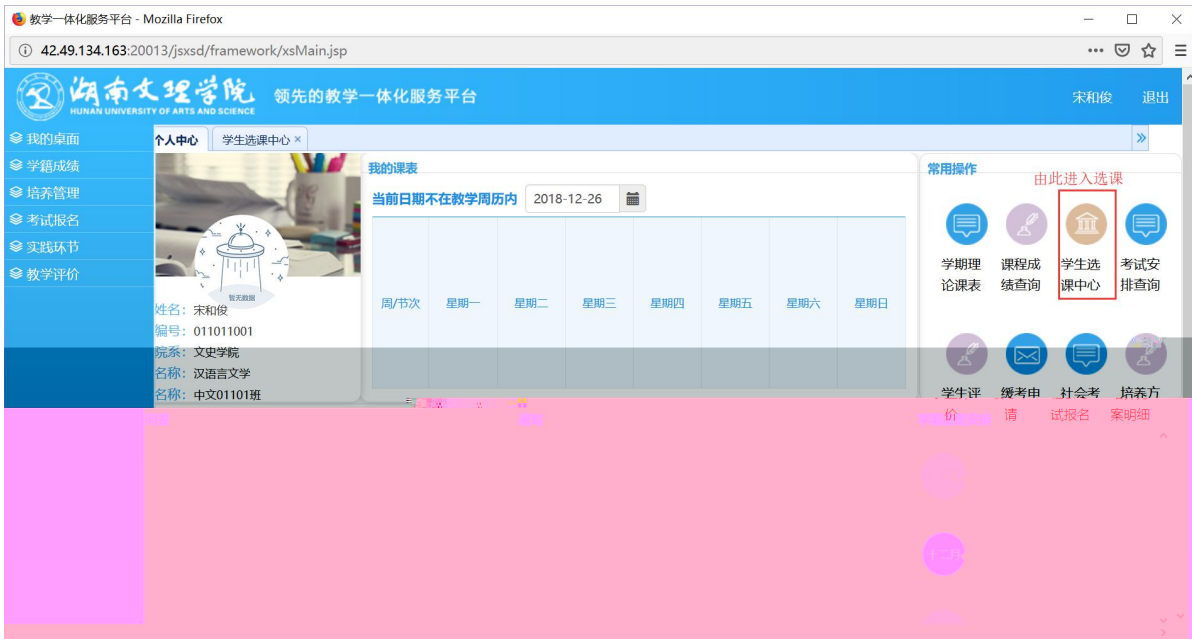 教学一体化服务平台 - Mozilla Firefox
42.49.134.163:20013/jsxsd/framework/xsMain.jsp
湖南文理学院
HUNAN UNIVERSITY OF ARTS AND SCIENCE
领先的教学一体化服务平台
宋和俊 退出
我的桌面
学籍成绩
培养管理
考试报名
实践环节
教学评价
个人中心 学生选课中心 ×
暂无数据
姓名：宋和俊
编号：011011001
院系：文史学院
名称：汉语言文学
名称：中文01101班
我的课表
当前日期不在教学周历内 2018-12-26
周/节次 星期一 星期二 星期三 星期四 星期五 星期六 星期日
常用操作
由此进入选课
学期理论课表
课程成绩查询
学生选课中心
考试安排查询
学生评价
缓考申请
社会考试报名
培养方案明细